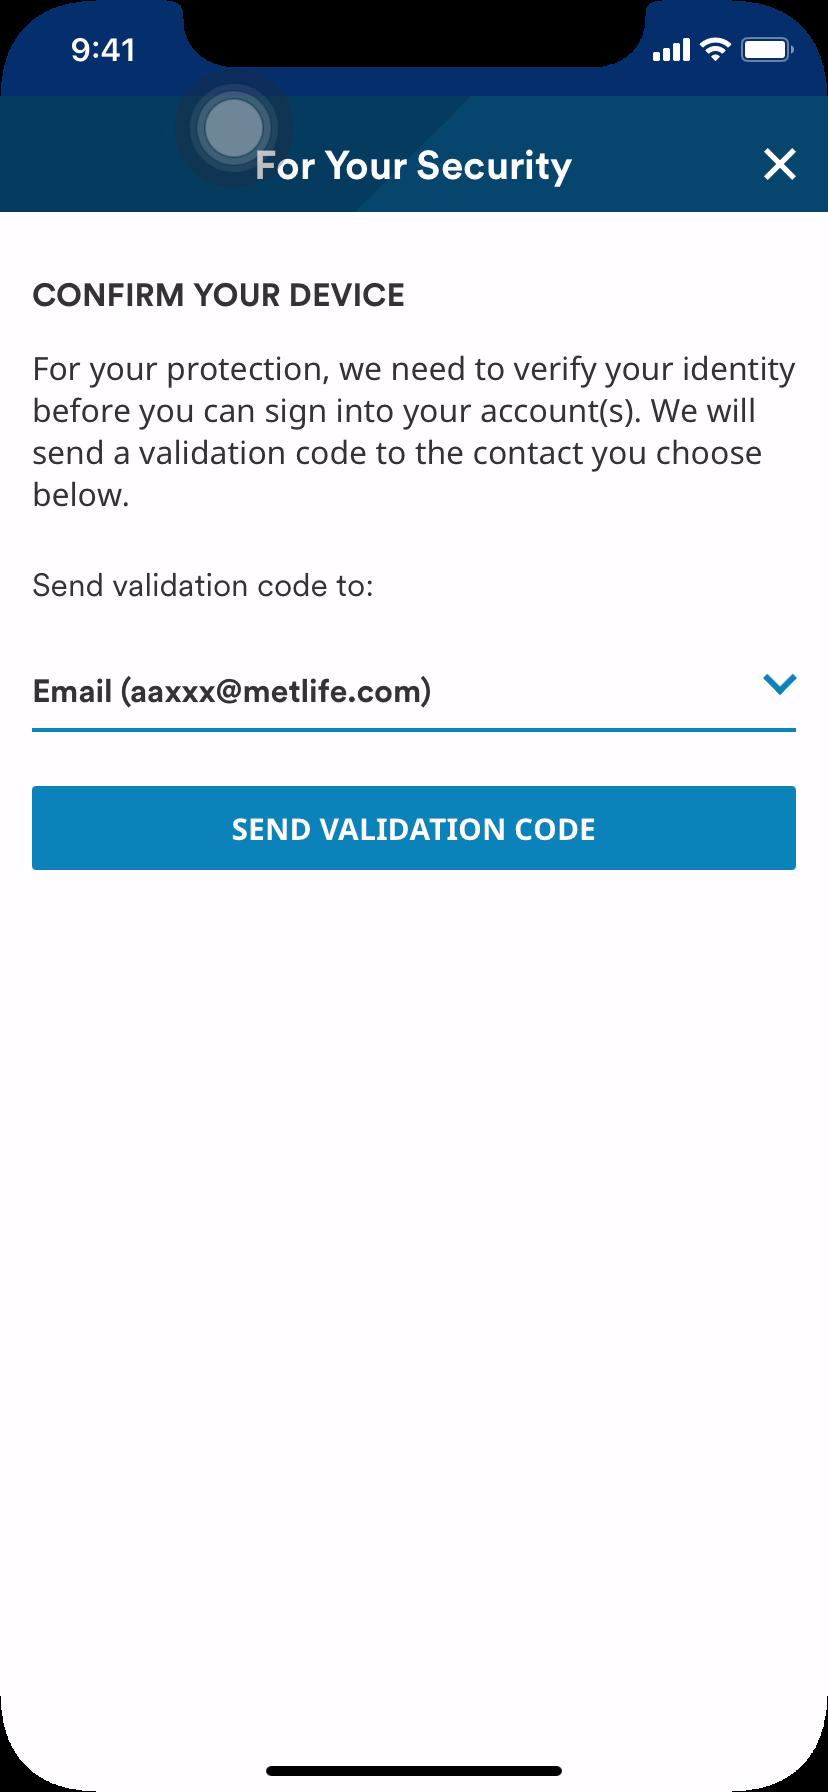 9:41
For Your Security
CONFIRM YOUR DEVICE
For your protection, we need to verify your identity
before you can sign into your account(s). We will
send a validation code to the contact you choose
below.
Send validation code to:
Email (aaxxx@metlife.com)
SEND VALIDATION CODE